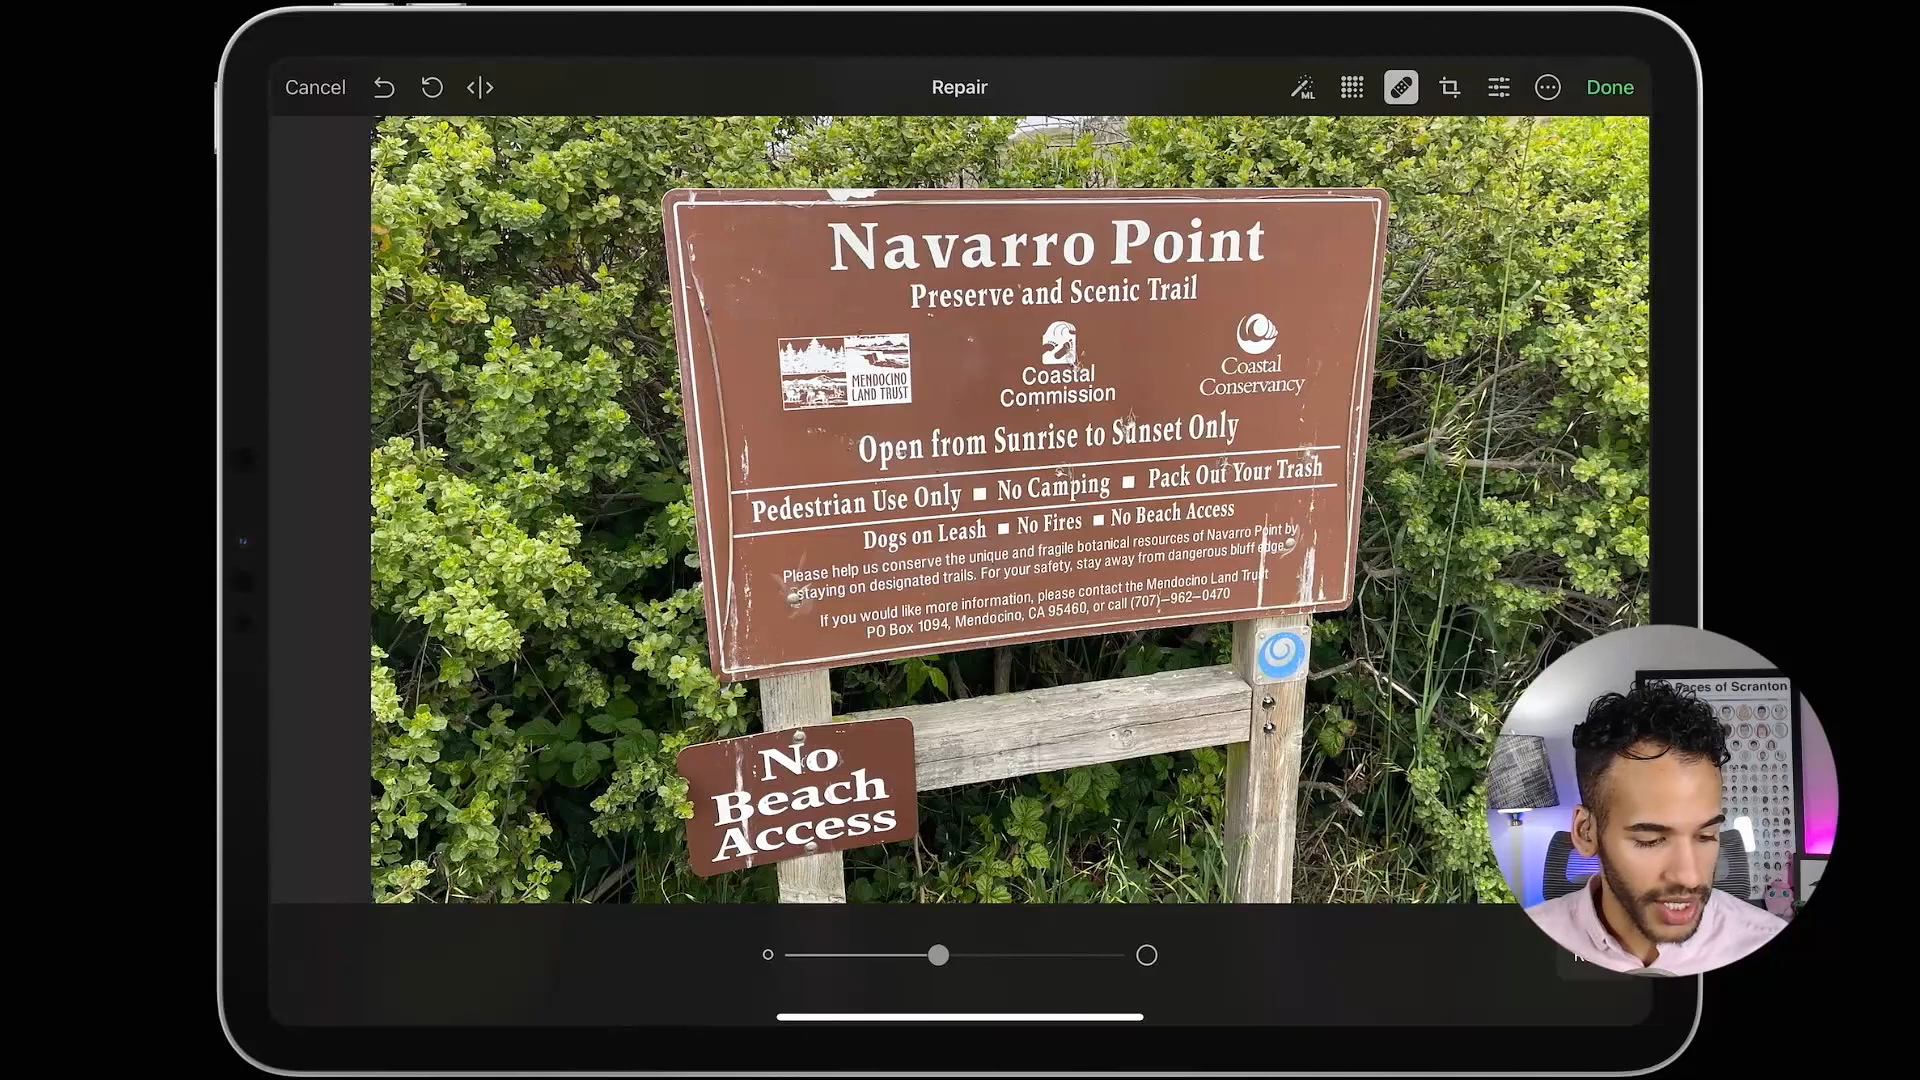 Cancel
Repair
ML
Done
Navarro Point
Preserve and Scenic Trail
MENDOCINO
LAND TRUST
Coastal
Commission
Coastal
Conservancy
Open from Sunrise to Sunset Only
Pedestrian Use Only ■ No Camping ■ Pack Out Your Trash
Dogs on Leash ■ No Fires ■ No Beach Access
Please help us conserve the unique and fragile botanical resources of Navarro Point by
staying on designated trails. For your safety, stay away from dangerous bluff edge.
If you would like more information, please contact the Mendocino Land Trust
PO Box 1094, Mendocino, CA 95460, or call (707)–962–0470
No
Beach
Access
Faces of Scranton